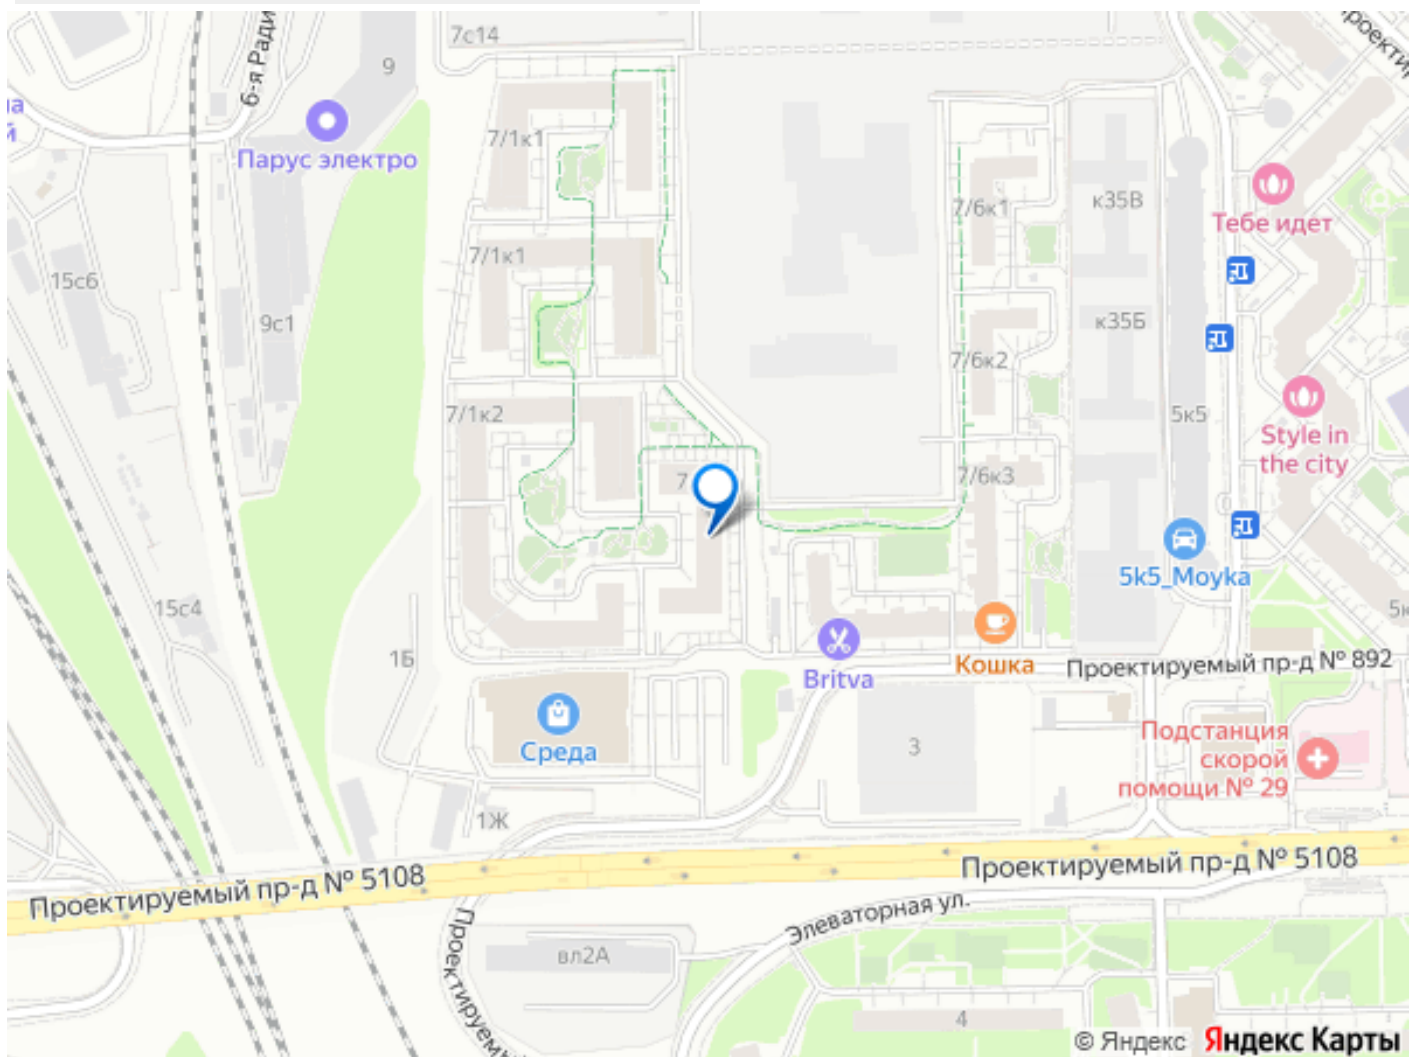 7с14
6-я Ради
9
Проектир
Парус электро
7/1к1
7/6к1
к35В
Тебе идет
7/1к1
15с6
9с1
к35Б
7/6к2
7/1к2
5к5
Style in
the city
7
7/6к3
5k5_Moyka
15с4
1Б
Britva
Кошка
Проектируемый пр-д № 892
Среда
3
Подстанция
скорой
помощи № 29
1Ж
Проектируемый пр-д № 5108
Проектируемый пр-д № 5108
Элеваторная ул.
Проектируемы
вл2А
4
© Яндекс Яндекс Карты